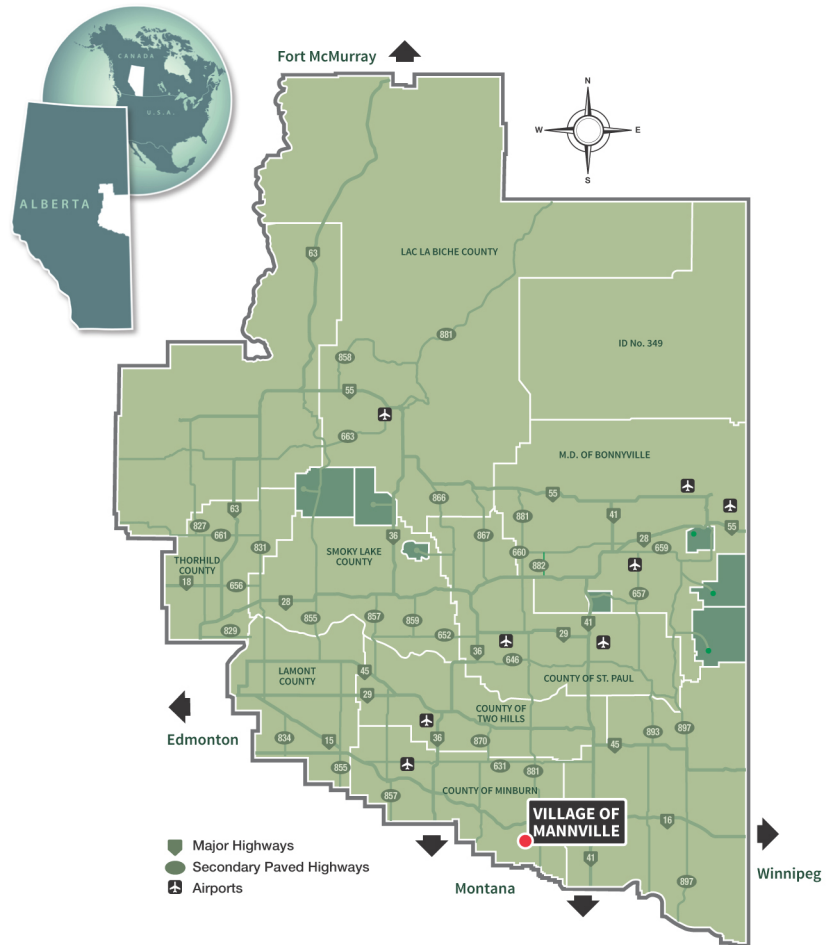 Fort McMurray
CANADA
U.S.A.
ALBERTA
N
W
E
S
63
LAC LA BICHE COUNTY
881
ID No. 349
858
55
663
M.D. OF BONNYVILLE
866
55
63
827
661
881
41
55
831
36
867
28
659
THORHILD
COUNTY
SMOKY LAKE
COUNTY
660
882
18
656
657
28
855
857
859
829
652
41
29
36
646
LAMONT
COUNTY
45
COUNTY OF ST. PAUL
29
COUNTY OF
TWO HILLS
Edmonton
834
15
36
870
45
893
897
855
631
881
857
COUNTY OF MINBURN
VILLAGE OF
MANNVILLE
16
Major Highways
Secondary Paved Highways
Airports
41
Montana
897
Winnipeg